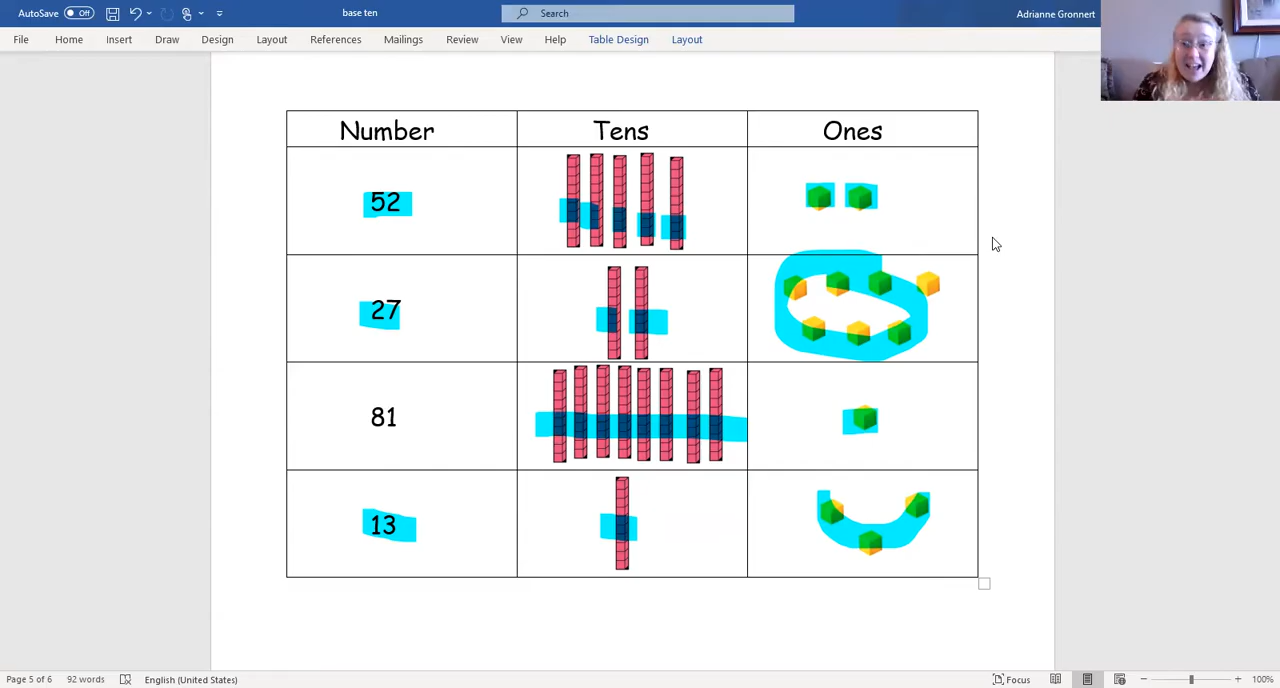 AutoSave Off base ten Search Adrianne Gronnert
File Home Insert Draw Design Layout References Mailings Review View Help Table Design Layout
Number Tens Ones
52
27
81
13
Page 5 of 6 92 words English (United States) Focus 100%